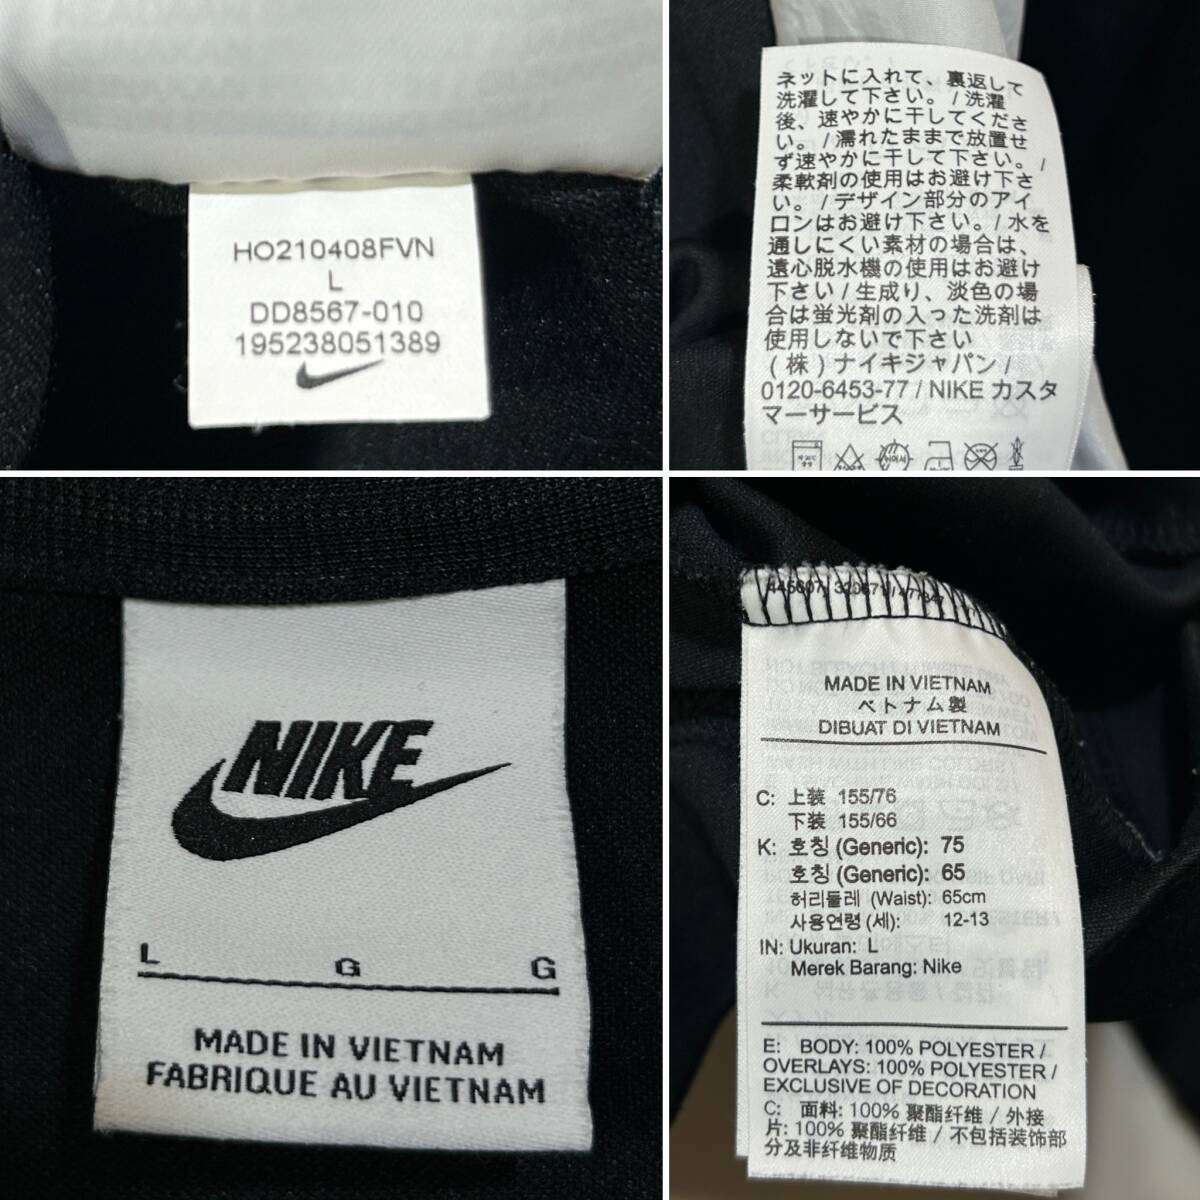 HO210408FVN
L
DD8567-010
195238051389
ネットに入れて、裏返して
洗濯して下さい。/ 洗濯
後、速やかに干してくださ
い。/ 濡れたままで放置せ
ず速やかに干して下さい。/
柔軟剤の使用はお避け下さ
い。/ デザイン部分のアイ
ロンはお避け下さい。/ 水を
通しにくい素材の場合は、
遠心脱水機の使用はお避け
下さい / 生成り、淡色の場
合は蛍光剤の入った洗剤は
使用しないで下さい
(株) ナイキジャパン /
0120-6453-77 / NIKE カスタ
マーサービス
NIKE
L G G
MADE IN VIETNAM
FABRIQUE AU VIETNAM
MADE IN VIETNAM
ベトナム製
DIBUAT DI VIETNAM
C: 上装 155/76
下装 155/66
K: 호칭 (Generic): 75
호칭 (Generic): 65
허리둘레 (Waist): 65cm
사용연령 (세): 12-13
IN: Ukuran: L
Merek Barang: Nike
E: BODY: 100% POLYESTER /
OVERLAYS: 100% POLYESTER /
EXCLUSIVE OF DECORATION
C: 面料: 100% 聚酯纤维 / 外接
片: 100% 聚酯纤维 / 不包括装饰部
分及非纤维物质